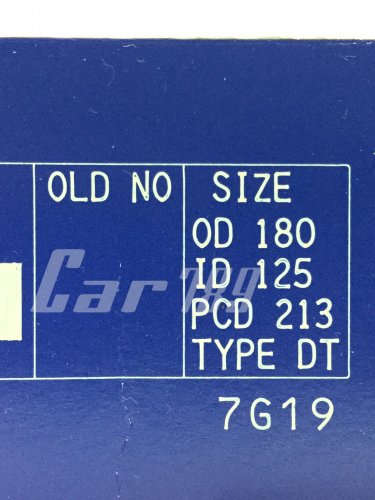 OLD NO SIZE
OD 180
ID 125
PCD 213
TYPE DT
7G19